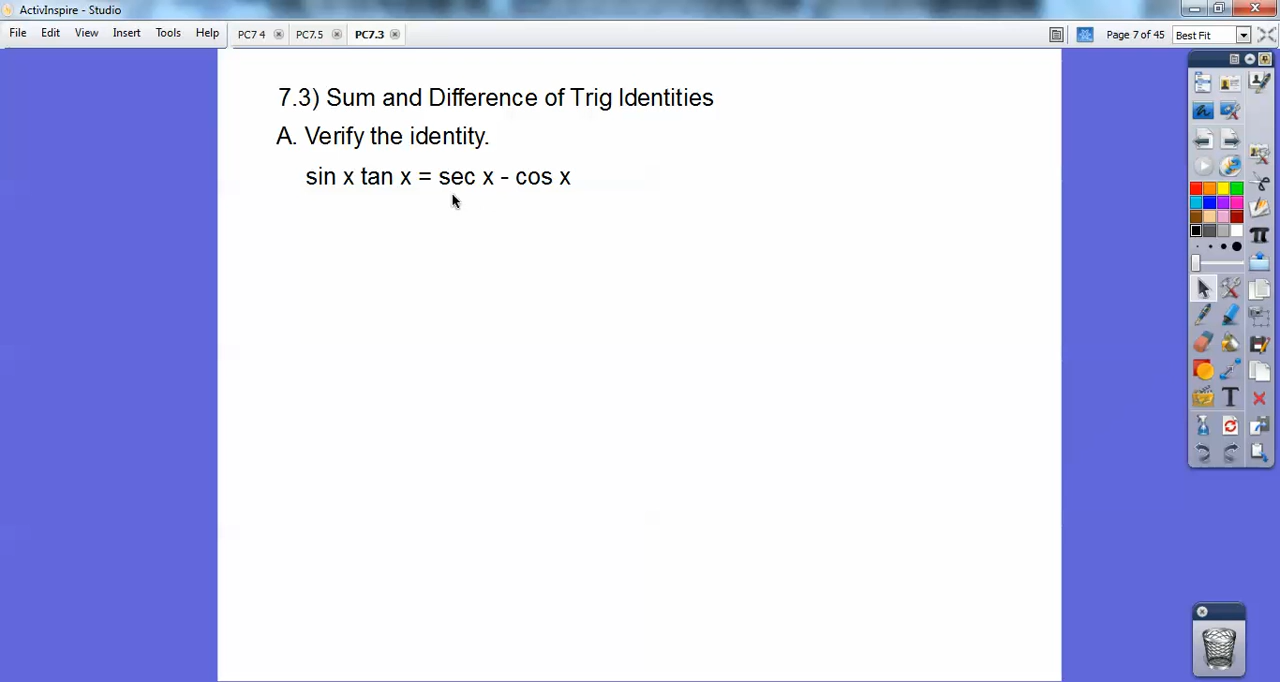 ActivInspire - Studio
File Edit View Insert Tools Help
PC7 4 PC7.5 PC7.3
Page 7 of 45 Best Fit
7.3) Sum and Difference of Trig Identities
A. Verify the identity.
sin x tan x = sec x - cos x